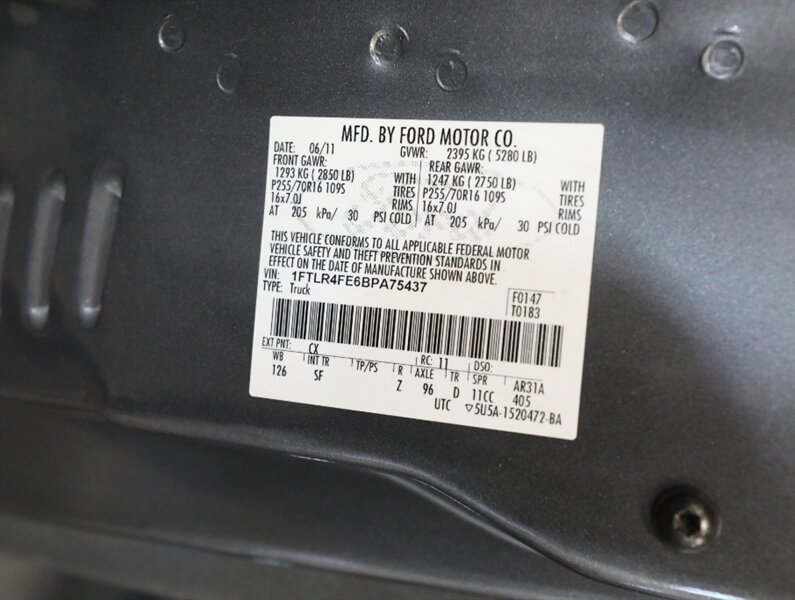 MFD. BY FORD MOTOR CO.
DATE: 06/11 GVWR: 2395 KG ( 5280 LB)
FRONT GAWR: REAR GAWR:
1293 KG ( 2850 LB) WITH 1247 KG ( 2750 LB) WITH
P255/70R16 109S TIRES P255/70R16 109S TIRES
16x7.0J RIMS 16x7.0J RIMS
AT 205 kPa/ 30 PSI COLD AT 205 kPa/ 30 PSI COLD
THIS VEHICLE CONFORMS TO ALL APPLICABLE FEDERAL MOTOR
VEHICLE SAFETY AND THEFT PREVENTION STANDARDS IN
EFFECT ON THE DATE OF MANUFACTURE SHOWN ABOVE.
VIN: 1FTLR4FE6BPA75437
TYPE: Truck
F0147
T0183
EXT PNT: CX RC: 11 DSO:
WB INT TR TP/PS R AXLE TR SPR AR31A
126 SF Z 96 D 11CC 405
UTC ▽5U5A-1520472-BA